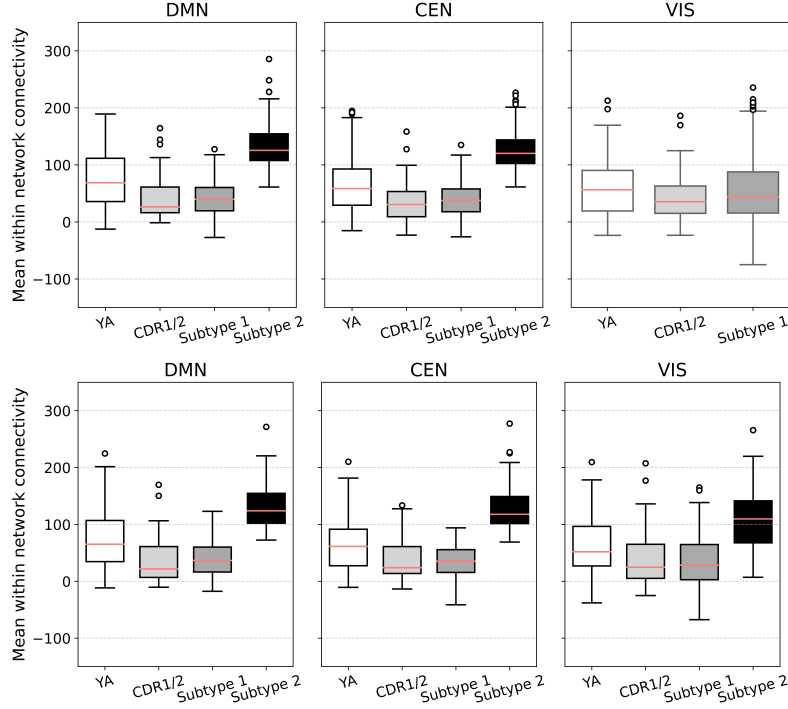 DMN CEN VIS
Mean within network connectivity
300
200
100
0
−100
YA CDR1/2 Subtype 1 Subtype 2 YA CDR1/2 Subtype 1 Subtype 2 YA CDR1/2 Subtype 1
DMN CEN VIS
Mean within network connectivity
300
200
100
0
−100
YA CDR1/2 Subtype 1 Subtype 2 YA CDR1/2 Subtype 1 Subtype 2 YA CDR1/2 Subtype 1 Subtype 2